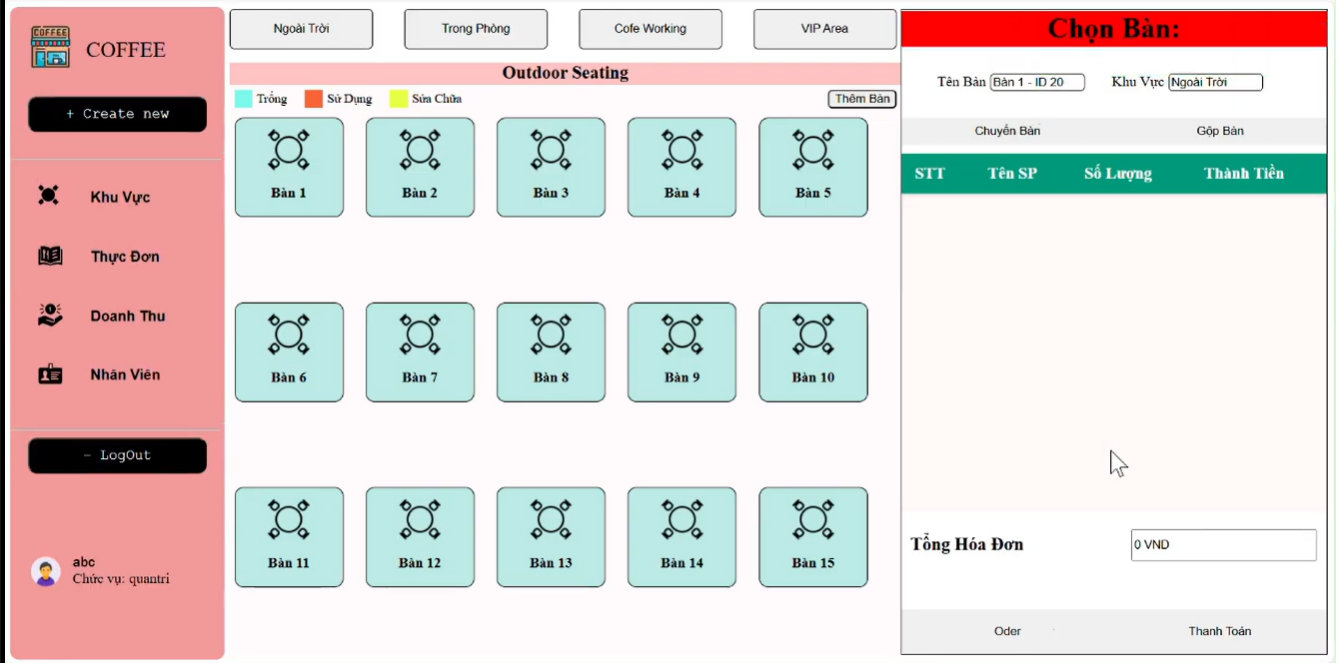 COFFEE
COFFEE
+ Create new
Khu Vực
Thực Đơn
Doanh Thu
Nhân Viên
- LogOut
abc
Chức vụ: quantri
Ngoài Trời
Trong Phòng
Cofe Working
VIP Area
Outdoor Seating
Trống
Sử Dụng
Sửa Chữa
Thêm Bàn
Bàn 1
Bàn 2
Bàn 3
Bàn 4
Bàn 5
Bàn 6
Bàn 7
Bàn 8
Bàn 9
Bàn 10
Bàn 11
Bàn 12
Bàn 13
Bàn 14
Bàn 15
Chọn Bàn:
Tên Bàn Bàn 1 - ID 20 Khu Vực Ngoài Trời
Chuyển Bàn
Gộp Bàn
STT Tên SP Số Lượng Thành Tiền
Tổng Hóa Đơn 0 VND
Oder
Thanh Toán